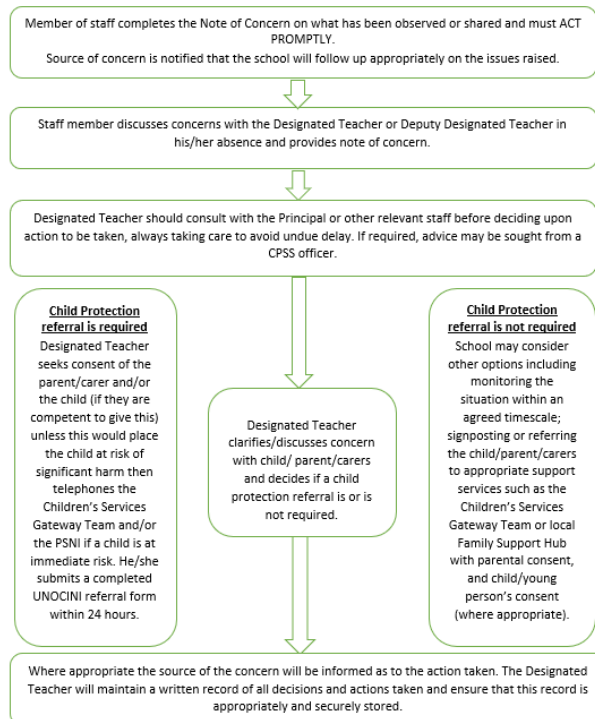 Member of staff completes the Note of Concern on what has been observed or shared and must ACT
PROMPTLY.
Source of concern is notified that the school will follow up appropriately on the issues raised.
Staff member discusses concerns with the Designated Teacher or Deputy Designated Teacher in
his/her absence and provides note of concern.
Designated Teacher should consult with the Principal or other relevant staff before deciding upon
action to be taken, always taking care to avoid undue delay. If required, advice may be sought from a
CPSS officer.
Child Protection
referral is required
Designated Teacher
seeks consent of the
parent/carer and/or
the child (if they are
competent to give this)
unless this would place
the child at risk of
significant harm then
telephones the
Children's Services
Gateway Team and/or
the PSNI if a child is at
immediate risk. He/she
submits a completed
UNOCINI referral form
within 24 hours.
Designated Teacher
clarifies/discusses concern
with child/ parent/carers
and decides if a child
protection referral is or is
not required.
Child Protection
referral is not required
School may consider
other options including
monitoring the
situation within an
agreed timescale;
signposting or referring
the child/parent/carers
to appropriate support
services such as the
Children's Services
Gateway Team or local
Family Support Hub
with parental consent,
and child/young
person's consent
(where appropriate).
Where appropriate the source of the concern will be informed as to the action taken. The Designated
Teacher will maintain a written record of all decisions and actions taken and ensure that this record is
appropriately and securely stored.